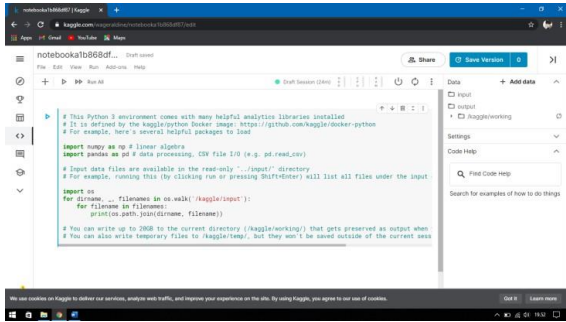 notebooka1b868df87 | Kaggle
kaggle.com
Apps
Gmail
YouTube
Maps
notebooka1b868df...
Draft saved
File Edit View Run Add-ons Help
Share
Save Version
0
Run All
Draft Session (24m)
# This Python 3 environment comes with many helpful analytics libraries installed
# It is defined by the kaggle/python Docker image: https://github.com/kaggle/docker-python
# For example, here's several helpful packages to load
import numpy as np # linear algebra
import pandas as pd # data processing, CSV file I/O (e.g. pd.read_csv)
# Input data files are available in the read-only "../input/" directory
# For example, running this (by clicking run or pressing Shift+Enter) will list all files under the input
import os
for dirname, _, filenames in os.walk('/kaggle/input'):
for filename in filenames:
print(os.path.join(dirname, filename))
# You can write up to 20GB to the current directory (/kaggle/working/) that gets preserved as output when
# You can also write temporary files to /kaggle/temp/, but they won't be saved outside of the current sess
Data
+ Add data
input
output
/kaggle/working
Settings
Code Help
Find Code Help
Search for examples of how to do things
We use cookies on Kaggle to deliver our services, analyze web traffic, and improve your experience on the site. By using Kaggle, you agree to our use of cookies.
Got it
Learn more
19.52